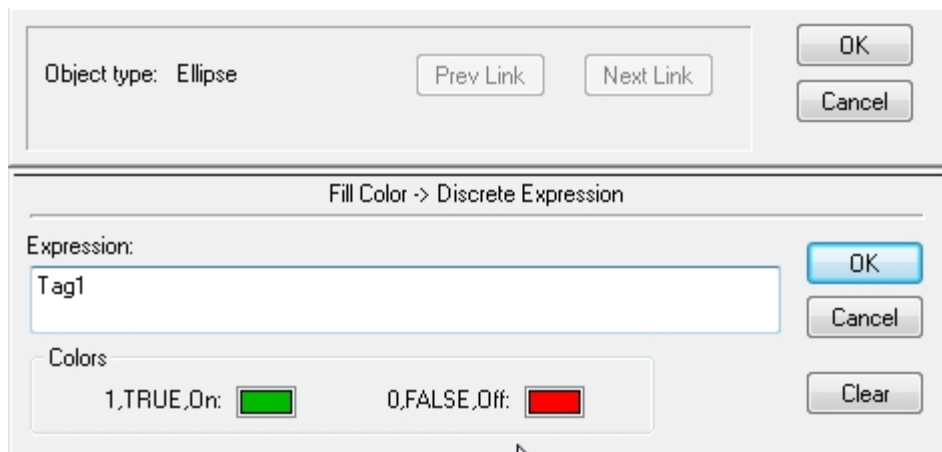 OK
Object type: Ellipse Prev Link Next Link
Cancel
Fill Color -> Discrete Expression
Expression:
OK
Tag1
Cancel
Colors
1,TRUE,On: 0,FALSE,Off: Clear